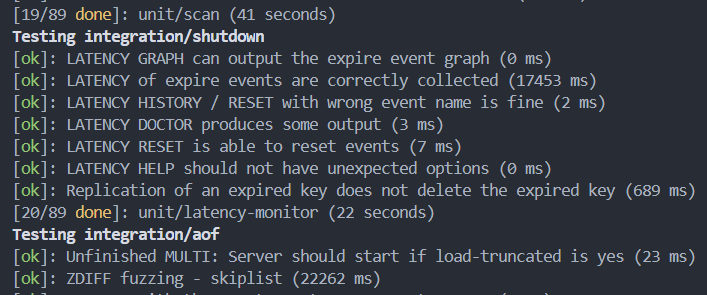 [19/89 done]: unit/scan (41 seconds)
Testing integration/shutdown
[ok]: LATENCY GRAPH can output the expire event graph (0 ms)
[ok]: LATENCY of expire events are correctly collected (17453 ms)
[ok]: LATENCY HISTORY / RESET with wrong event name is fine (2 ms)
[ok]: LATENCY DOCTOR produces some output (3 ms)
[ok]: LATENCY RESET is able to reset events (7 ms)
[ok]: LATENCY HELP should not have unexpected options (0 ms)
[ok]: Replication of an expired key does not delete the expired key (689 ms)
[20/89 done]: unit/latency-monitor (22 seconds)
Testing integration/aof
[ok]: Unfinished MULTI: Server should start if load-truncated is yes (23 ms)
[ok]: ZDIFF fuzzing - skiplist (22262 ms)